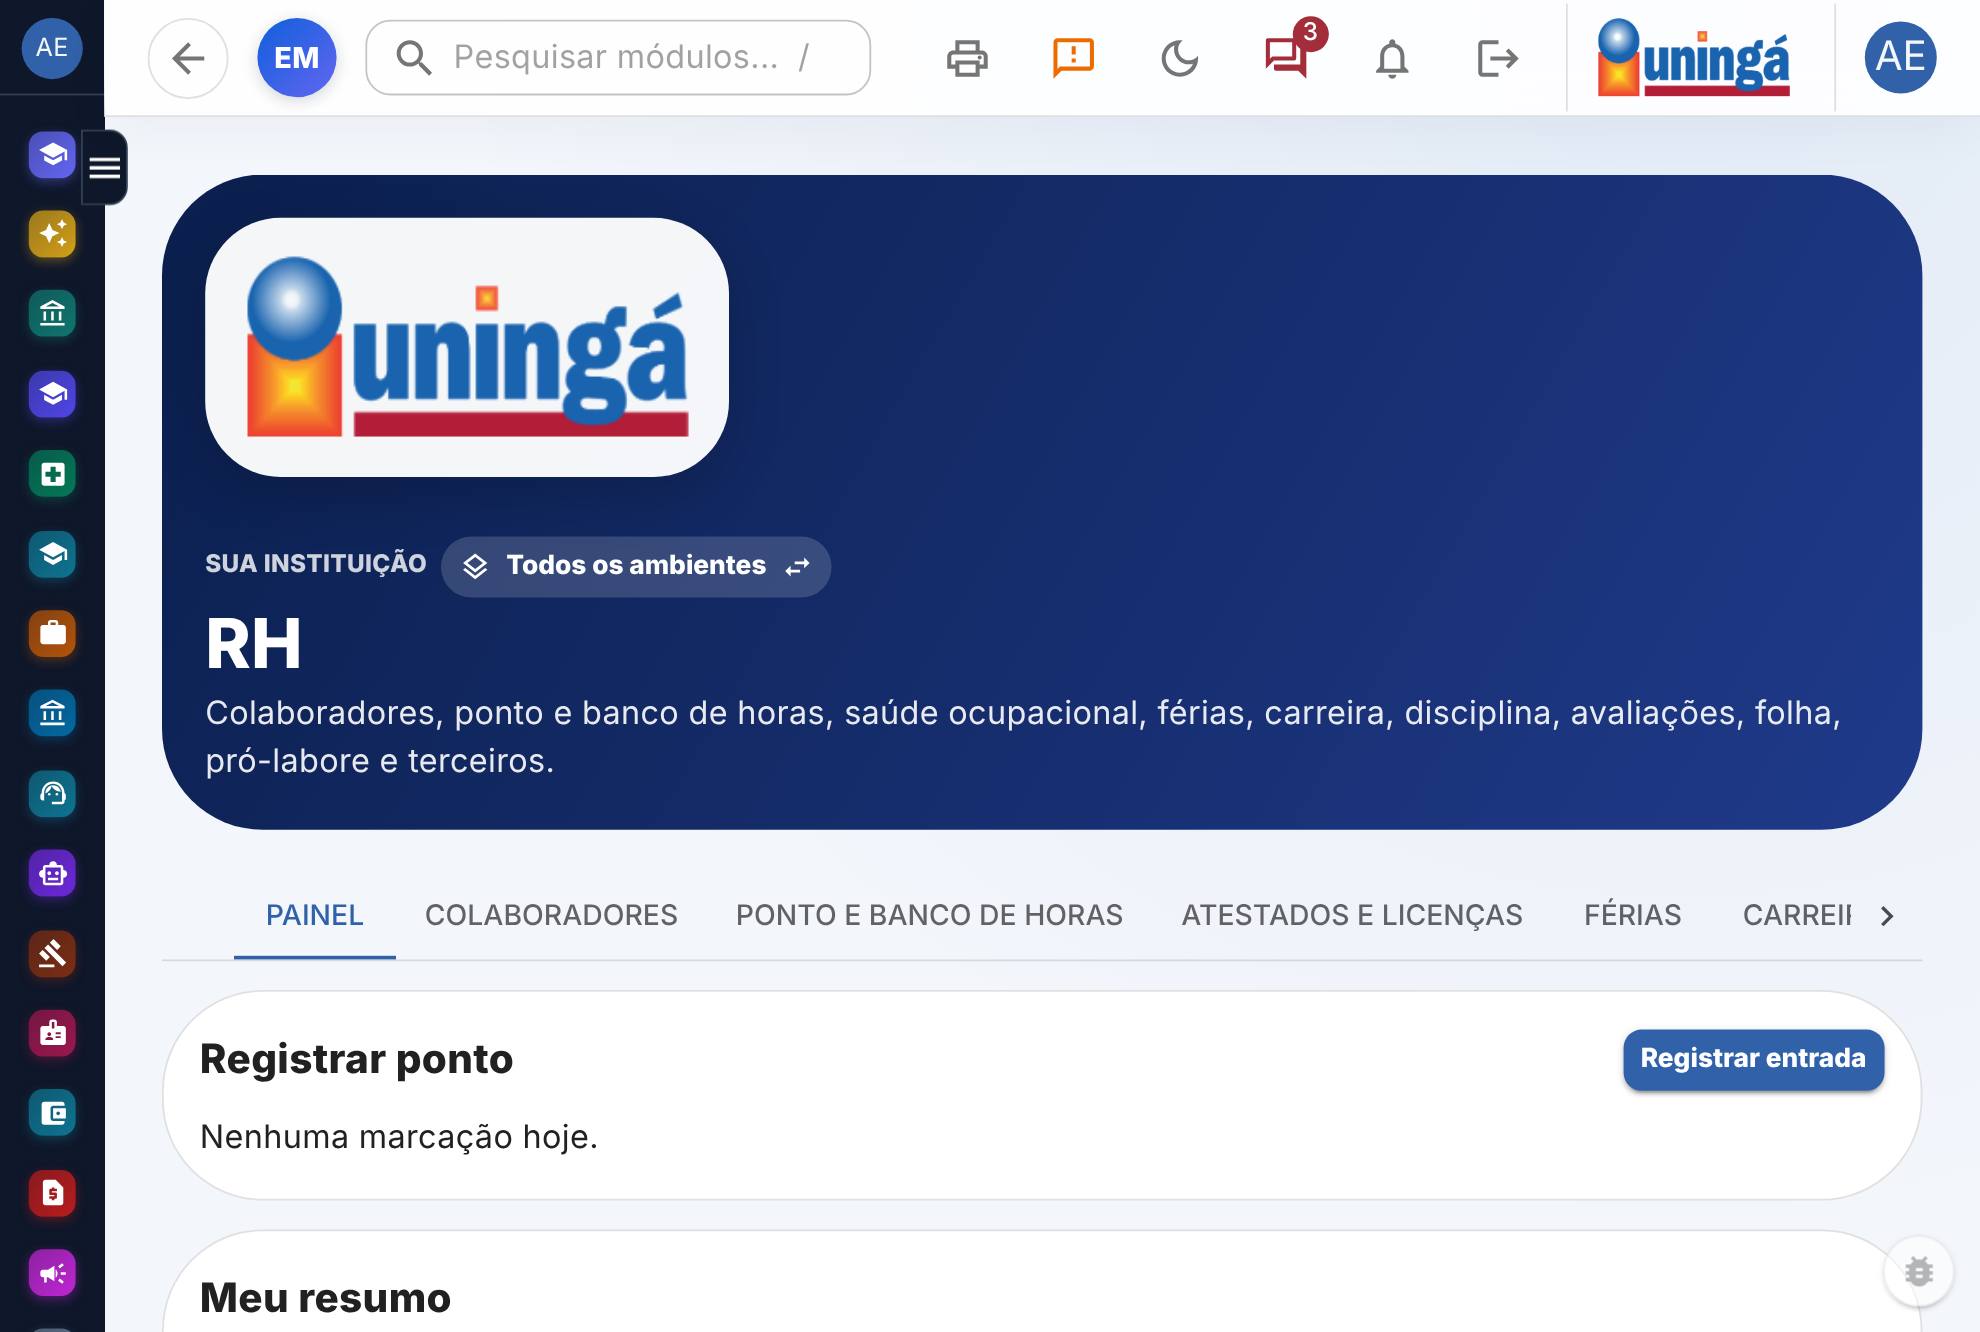 AE
EM
Pesquisar módulos... /
3
uningá
AE
uningá
SUA INSTITUIÇÃO
Todos os ambientes
RH
Colaboradores, ponto e banco de horas, saúde ocupacional, férias, carreira, disciplina, avaliações, folha,
pró-labore e terceiros.
PAINEL
COLABORADORES
PONTO E BANCO DE HORAS
ATESTADOS E LICENÇAS
FÉRIAS
Registrar ponto
Registrar entrada
Nenhuma marcação hoje.
Meu resumo